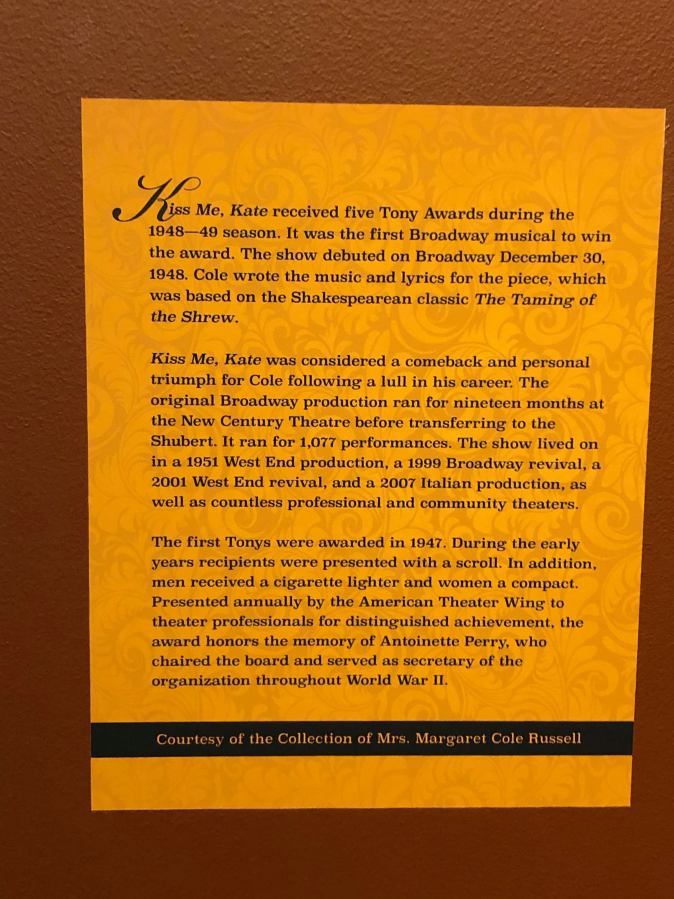 Kiss Me, Kate received five Tony Awards during the
1948—49 season. It was the first Broadway musical to win
the award. The show debuted on Broadway December 30,
1948. Cole wrote the music and lyrics for the piece, which
was based on the Shakespearean classic The Taming of
the Shrew.
Kiss Me, Kate was considered a comeback and personal
triumph for Cole following a lull in his career. The
original Broadway production ran for nineteen months at
the New Century Theatre before transferring to the
Shubert. It ran for 1,077 performances. The show lived on
in a 1951 West End production, a 1999 Broadway revival, a
2001 West End revival, and a 2007 Italian production, as
well as countless professional and community theaters.
The first Tonys were awarded in 1947. During the early
years recipients were presented with a scroll. In addition,
men received a cigarette lighter and women a compact.
Presented annually by the American Theater Wing to
theater professionals for distinguished achievement, the
award honors the memory of Antoinette Perry, who
chaired the board and served as secretary of the
organization throughout World War II.
Courtesy of the Collection of Mrs. Margaret Cole Russell